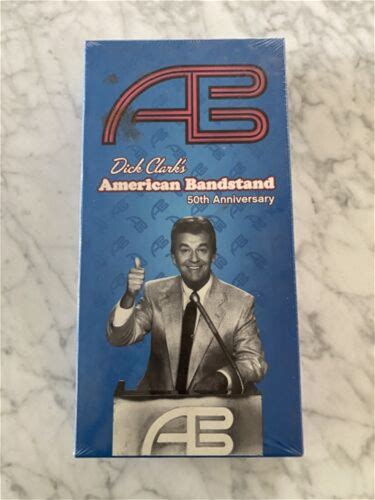 AB
Dick Clark's
American Bandstand
50th Anniversary
AB